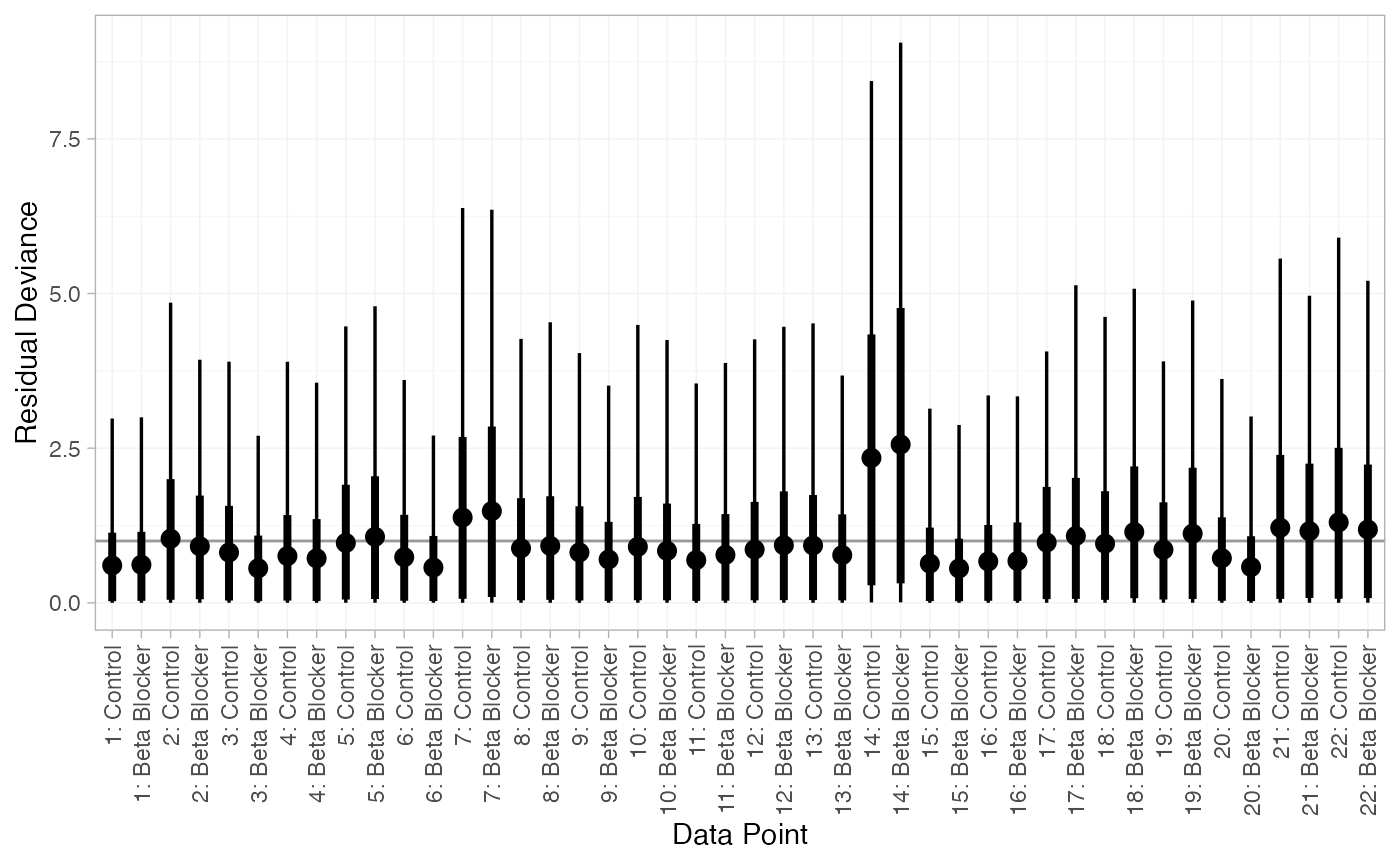 Residual Deviance
7.5
5.0
2.5
0.0
1: Control
1: Beta Blocker
2: Control
2: Beta Blocker
3: Control
3: Beta Blocker
4: Control
4: Beta Blocker
5: Control
5: Beta Blocker
6: Control
6: Beta Blocker
7: Control
7: Beta Blocker
8: Control
8: Beta Blocker
9: Control
9: Beta Blocker
10: Control
10: Beta Blocker
11: Control
11: Beta Blocker
12: Control
12: Beta Blocker
13: Control
13: Beta Blocker
14: Control
14: Beta Blocker
15: Control
15: Beta Blocker
16: Control
16: Beta Blocker
17: Control
17: Beta Blocker
18: Control
18: Beta Blocker
19: Control
19: Beta Blocker
20: Control
20: Beta Blocker
21: Control
21: Beta Blocker
22: Control
22: Beta Blocker
Data Point